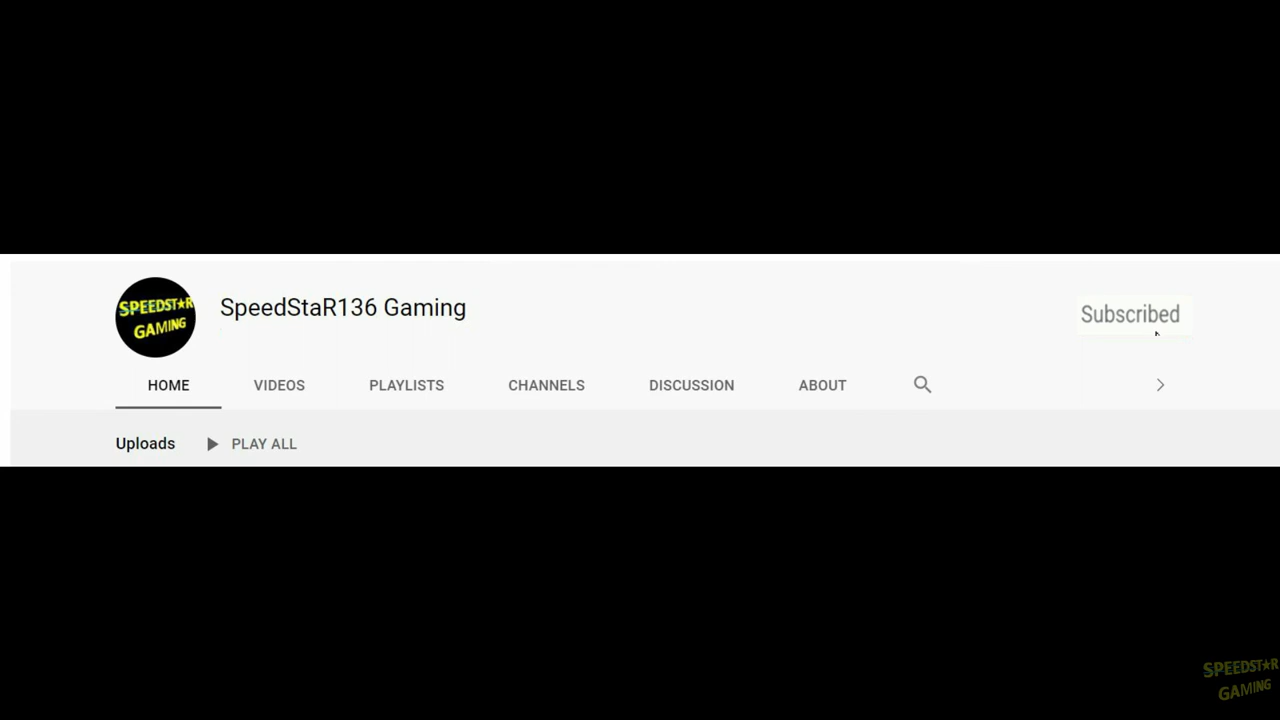 SPEEDST★R
GAMING
SpeedStaR136 Gaming
Subscribed
HOME VIDEOS PLAYLISTS CHANNELS DISCUSSION ABOUT
Uploads PLAY ALL
SPEEDST★R
GAMING